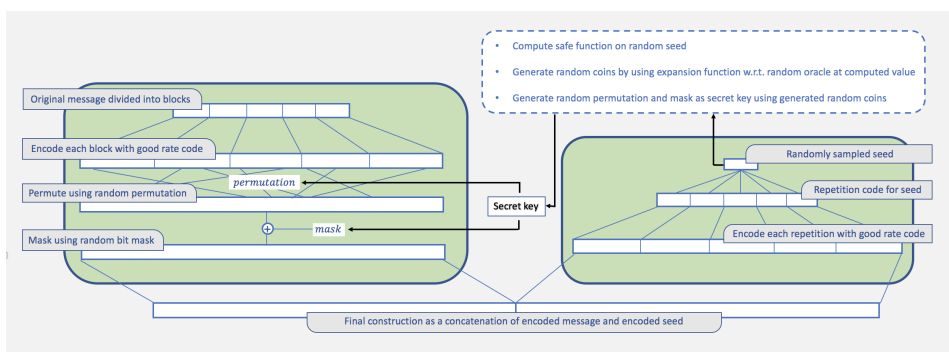 • Compute safe function on random seed
• Generate random coins by using expansion function w.r.t. random oracle at computed value
• Generate random permutation and mask as secret key using generated random coins
Original message divided into blocks
Encode each block with good rate code
permutation
Permute using random permutation
Mask using random bit mask
mask
Secret key
Randomly sampled seed
Repetition code for seed
Encode each repetition with good rate code
Final construction as a concatenation of encoded message and encoded seed